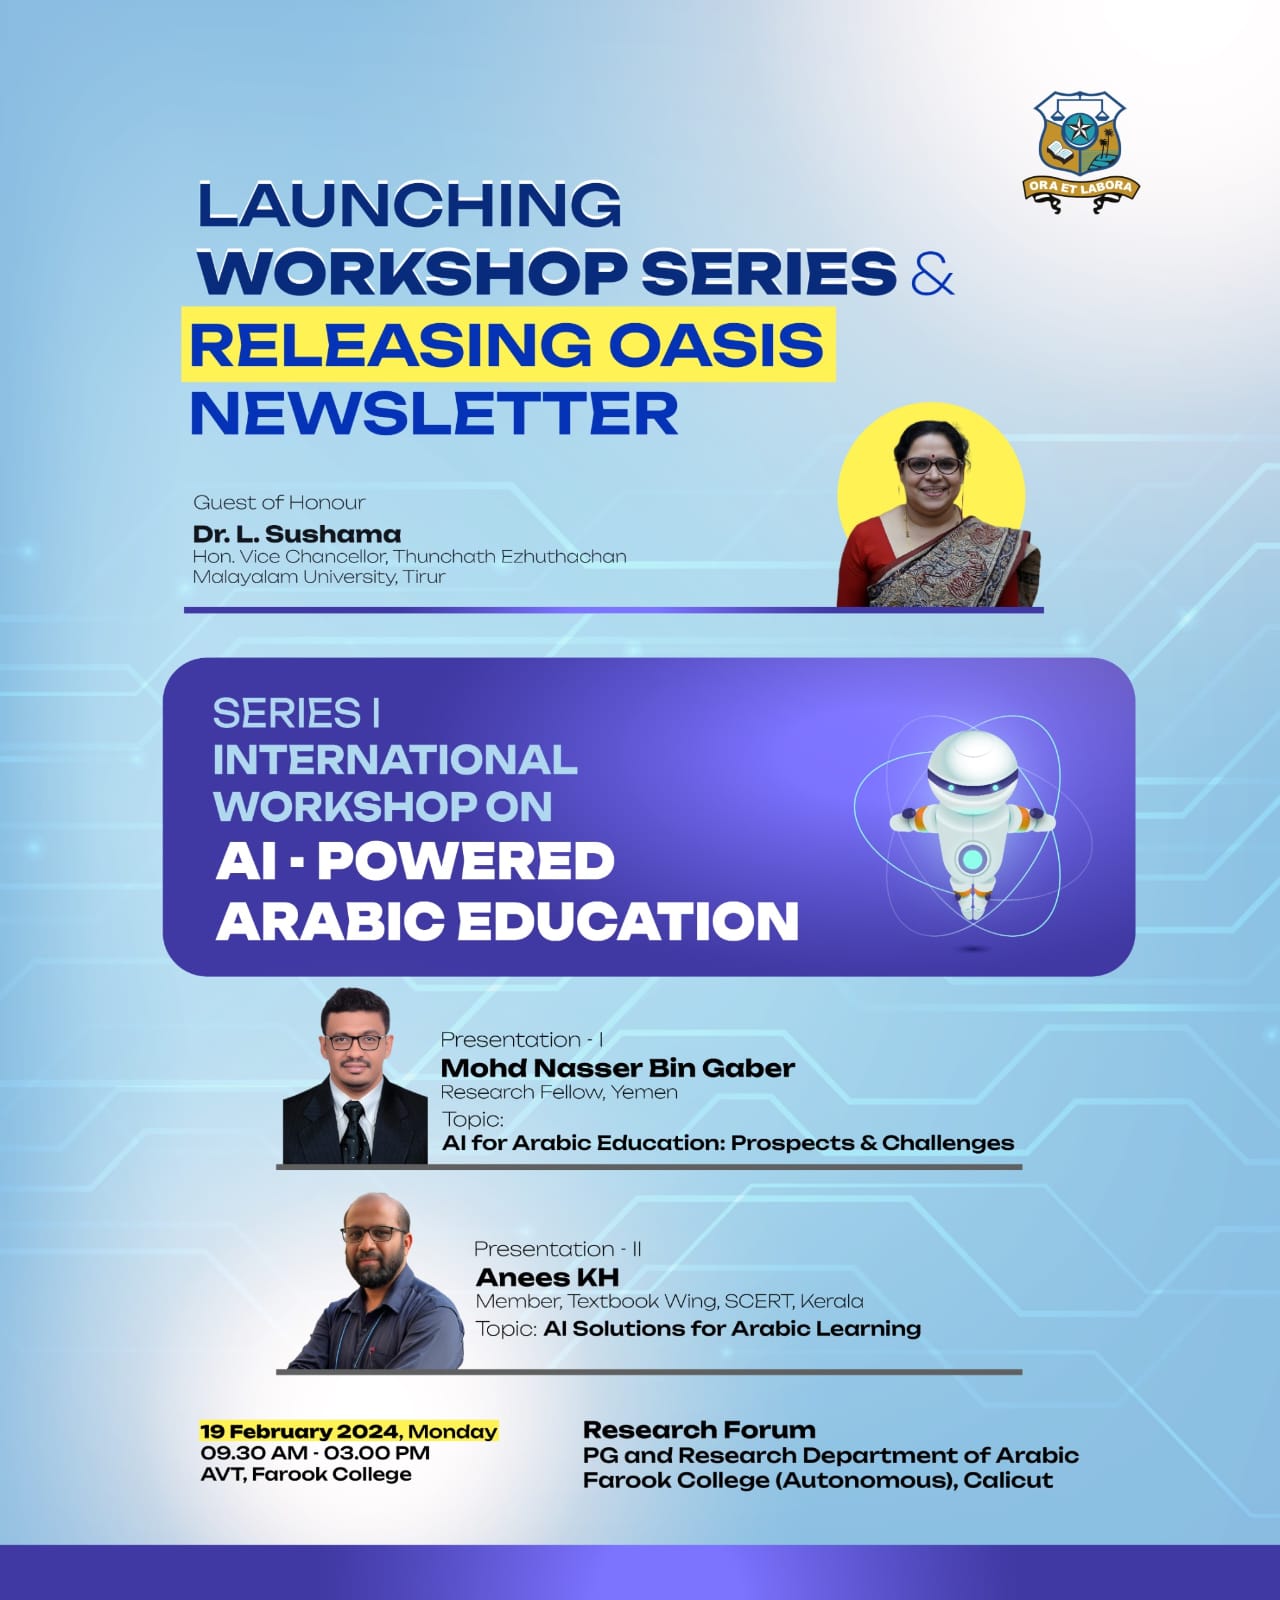 ORA ET LABORA
LAUNCHING
WORKSHOP SERIES &
RELEASING OASIS
NEWSLETTER
Guest of Honour
Dr. L. Sushama
Hon. Vice Chancellor, Thunchath Ezhuthachan
Malayalam University, Tirur
SERIES I
INTERNATIONAL
WORKSHOP ON
AI - POWERED
ARABIC EDUCATION
Presentation - I
Mohd Nasser Bin Gaber
Research Fellow, Yemen
Topic:
AI for Arabic Education: Prospects & Challenges
Presentation - II
Anees KH
Member, Textbook Wing, SCERT, Kerala
Topic: AI Solutions for Arabic Learning
19 February 2024, Monday
09.30 AM - 03.00 PM
AVT, Farook College
Research Forum
PG and Research Department of Arabic
Farook College (Autonomous), Calicut